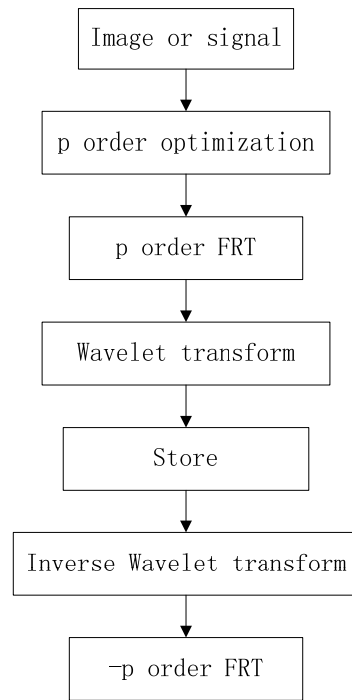 Image or signal
p order optimization
p order FRT
Wavelet transform
Store
Inverse Wavelet transform
-p order FRT